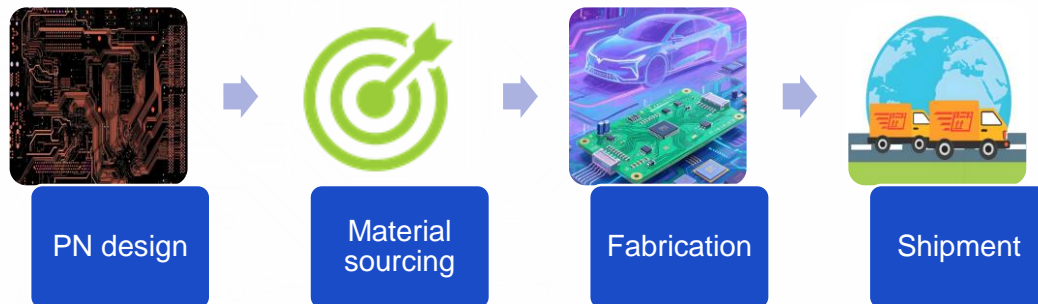 PN design
Material
sourcing
Fabrication
Shipment